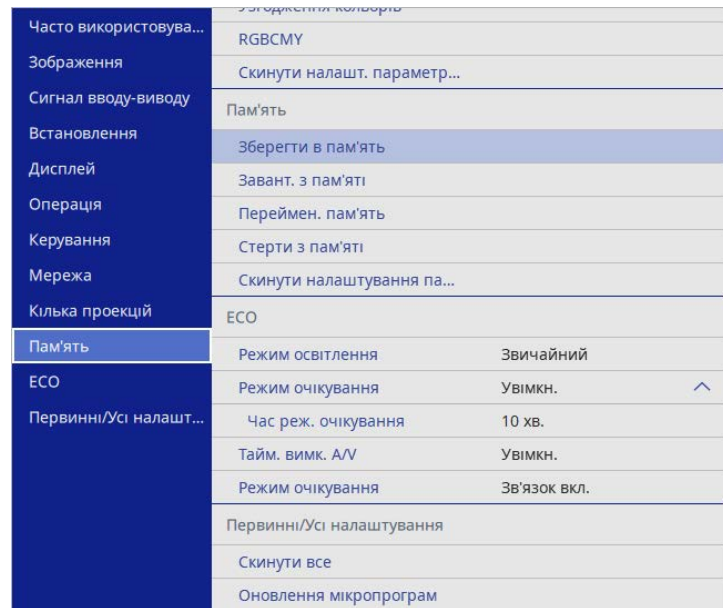 Часто використовува...
Зображення
Сигнал вводу-виводу
Встановлення
Дисплей
Операція
Керування
Мережа
Кілька проекцій
Пам'ять
ECO
Первинні/Усі налашт...
Узгодження кольорів
RGBCMY
Скинути налашт. параметр...
Пам'ять
Зберегти в пам'ять
Завант. з пам'яті
Переймен. пам'ять
Стерти з пам'яті
Скинути налаштування па...
ECO
Режим освітлення Звичайний
Режим очікування Увімкн.
Час реж. очікування 10 хв.
Тайм. вимк. A/V Увімкн.
Режим очікування Зв'язок вкл.
Первинні/Усі налаштування
Скинути все
Оновлення мікропрограм